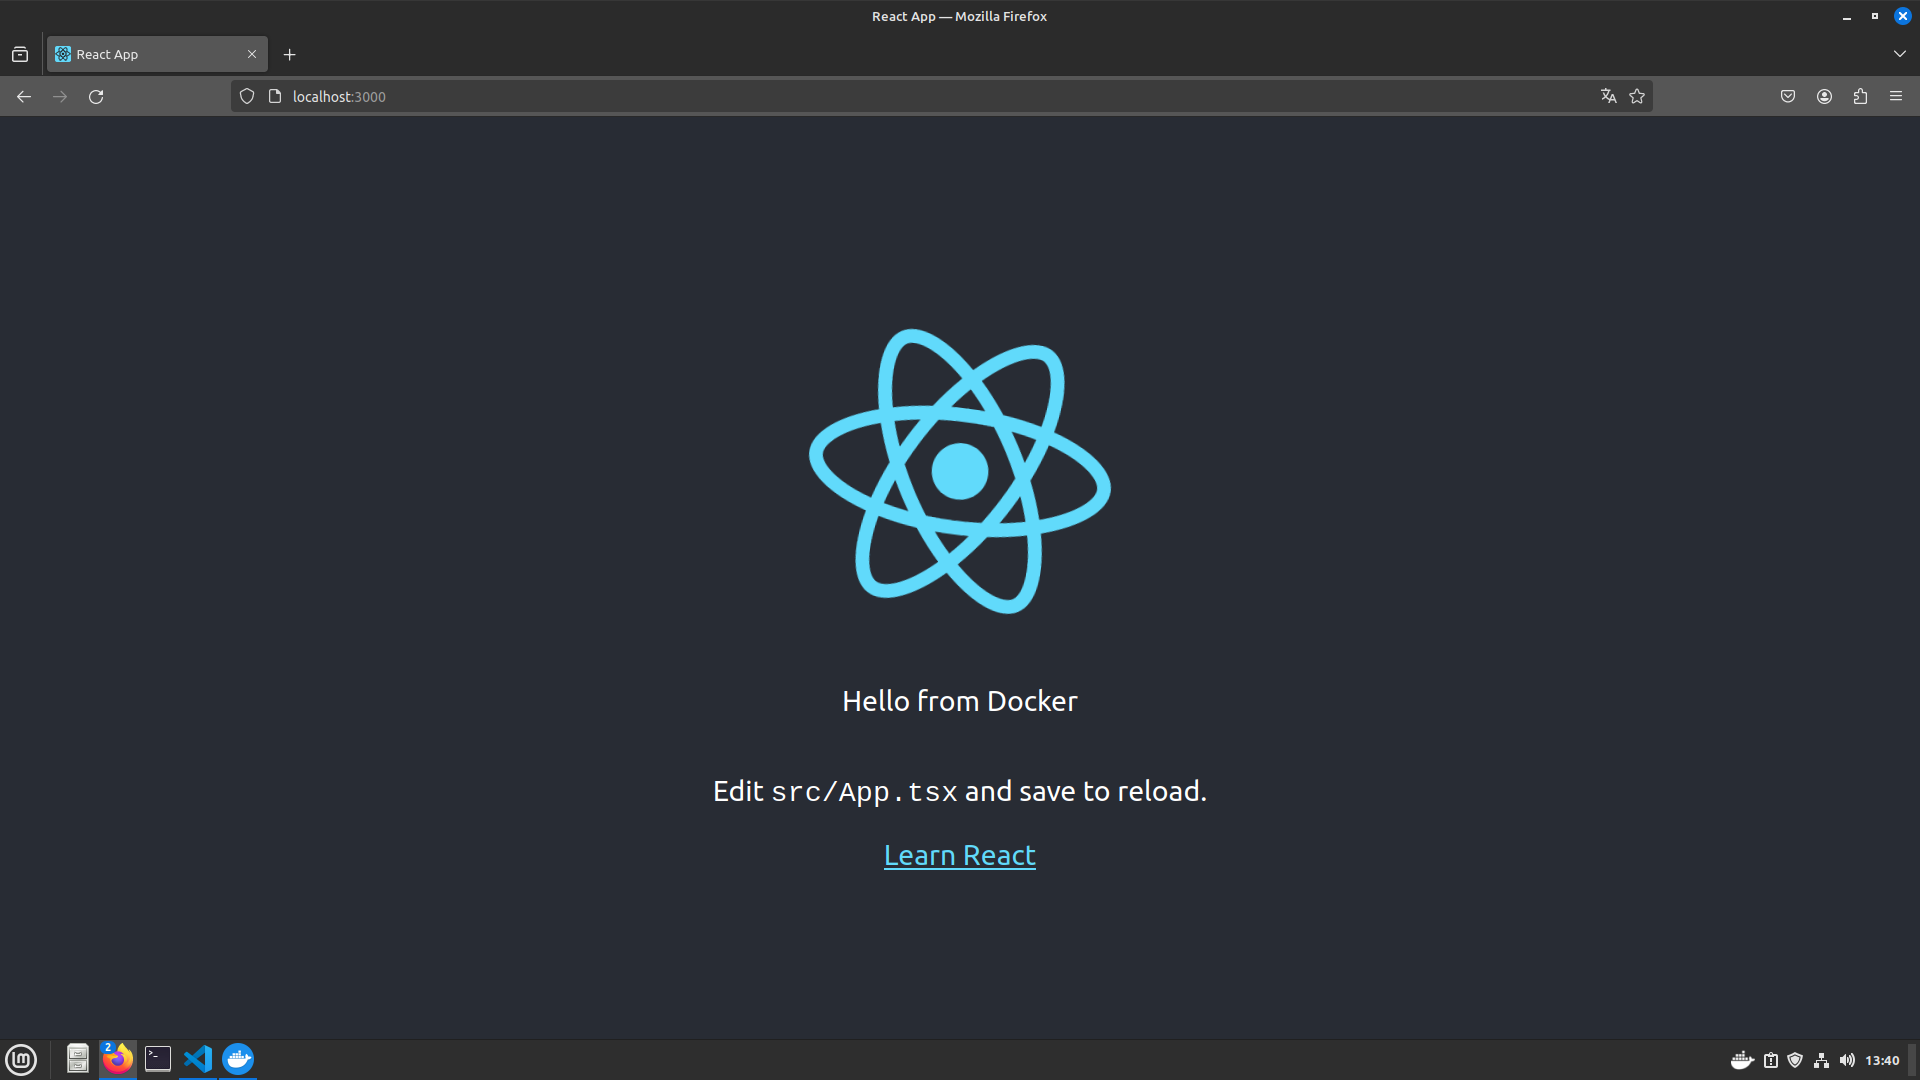 React App — Mozilla Firefox
React App
localhost:3000
Hello from Docker
Edit src/App.tsx and save to reload.
Learn React
2
13:40